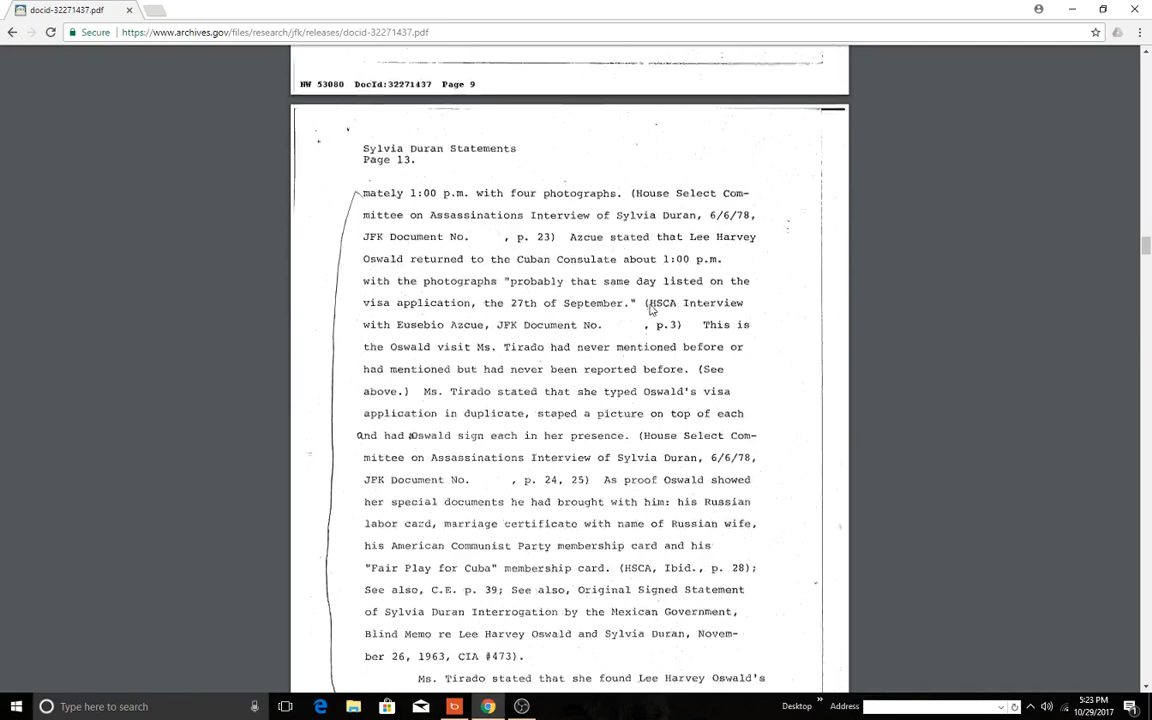 docid-32271437.pdf
Secure
https://www.archives.gov/files/research/jfk/releases/docid-32271437.pdf
NW 53080 DocId:32271437 Page 9
Sylvia Duran Statements
Page 13.
mately 1:00 p.m. with four photographs. (House Select Com-
mittee on Assassinations Interview of Sylvia Duran, 6/6/78,
JFK Document No. , p. 23) Azcue stated that Lee Harvey
Oswald returned to the Cuban Consulate about 1:00 p.m.
with the photographs "probably that same day listed on the
visa application, the 27th of September." (HSCA Interview
with Eusebio Azcue, JFK Document No. , p.3) This is
the Oswald visit Ms. Tirado had never mentioned before or
had mentioned but had never been reported before. (See
above.) Ms. Tirado stated that she typed Oswald's visa
application in duplicate, staped a picture on top of each
and had Oswald sign each in her presence. (House Select Com-
mittee on Assassinations Interview of Sylvia Duran, 6/6/78,
JFK Document No. , p. 24, 25) As proof Oswald showed
her special documents he had brought with him: his Russian
labor card, marriage certificate with name of Russian wife,
his American Communist Party membership card and his
"Fair Play for Cuba" membership card. (HSCA, Ibid., p. 28);
See also, C.E. p. 39; See also, Original Signed Statement
of Sylvia Duran Interrogation by the Mexican Government,
Blind Memo re Lee Harvey Oswald and Sylvia Duran, Novem-
ber 26, 1963, CIA #473).
Ms. Tirado stated that she found Lee Harvey Oswald's
Type here to search
Desktop
Address
5:23 PM
10/29/2017